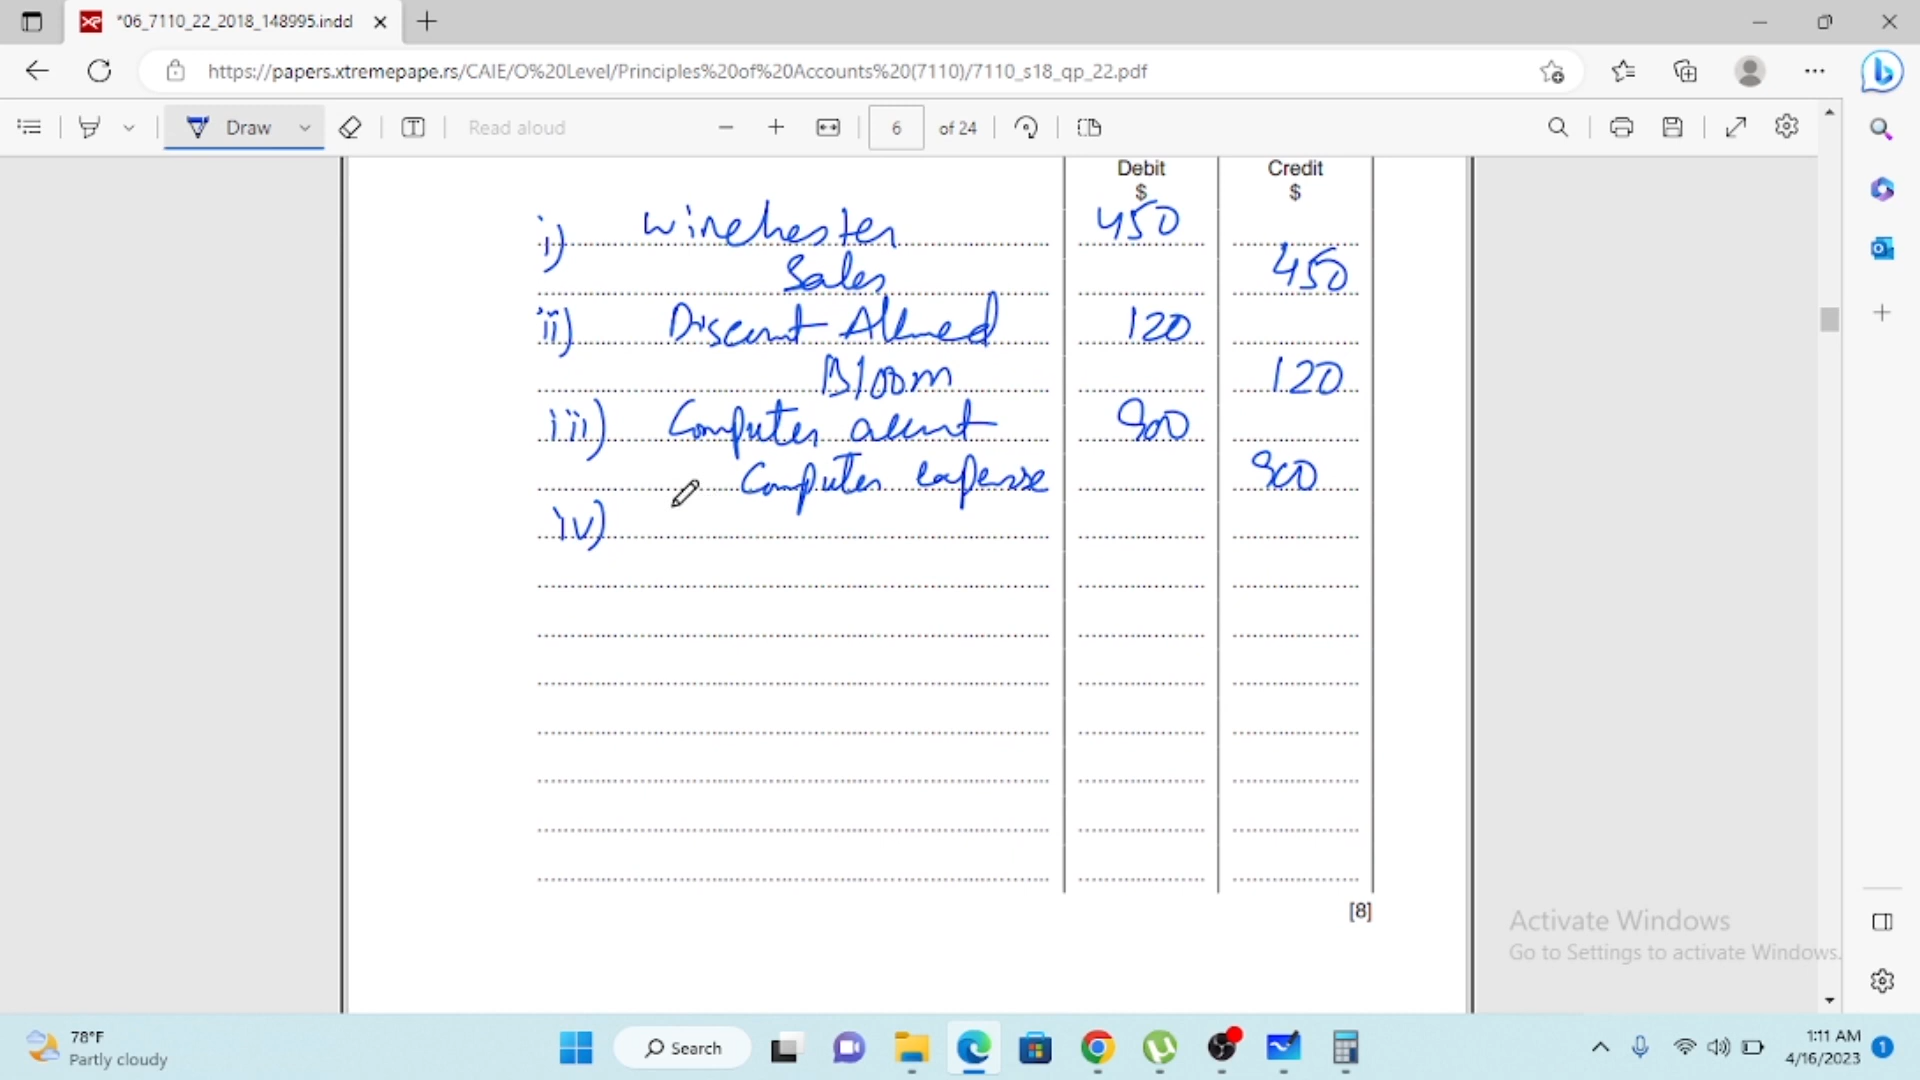 *06_7110_22_2018_148995.indd
https://papers.xtremepape.rs/CAIE/O%20Level/Principles%20of%20Accounts%20(7110)/7110_s18_qp_22.pdf
Draw
Read aloud
6 of 24
Debit Credit
$ $
i) Winchester 450
Sales 450
ii) Discount Allowed 120
Bloom 120
iii) Computer account 900
Computer expense 900
iv)
[8]
Activate Windows
Go to Settings to activate Windows.
78°F
Partly cloudy
Search
1:11 AM
4/16/2023
1